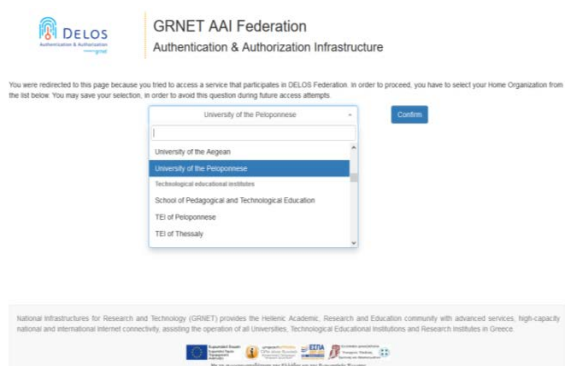 DELOS
Authentication & Authorization
GRNET AAI Federation
Authentication & Authorization Infrastructure
You were redirected to this page because you tried to access a service that participates in DELOS Federation. In order to proceed, you have to select your Home Organization from
the list below. You may save your selection, in order to avoid this question during future access attempts.
University of the Peloponnese
Confirm
University of the Aegean
University of the Peloponnese
Technological educational institutes
School of Pedagogical and Technological Education
TEI of Peloponnese
TEI of Thessaly
National Infrastructures for Research and Technology (GRNET) provides the Hellenic Academic, Research and Education community with advanced services, high-capacity
national and international Internet connectivity, assisting the operation of all Universities, Technological Educational Institutions and Research Institutes in Greece.
ΕΣΠΑ